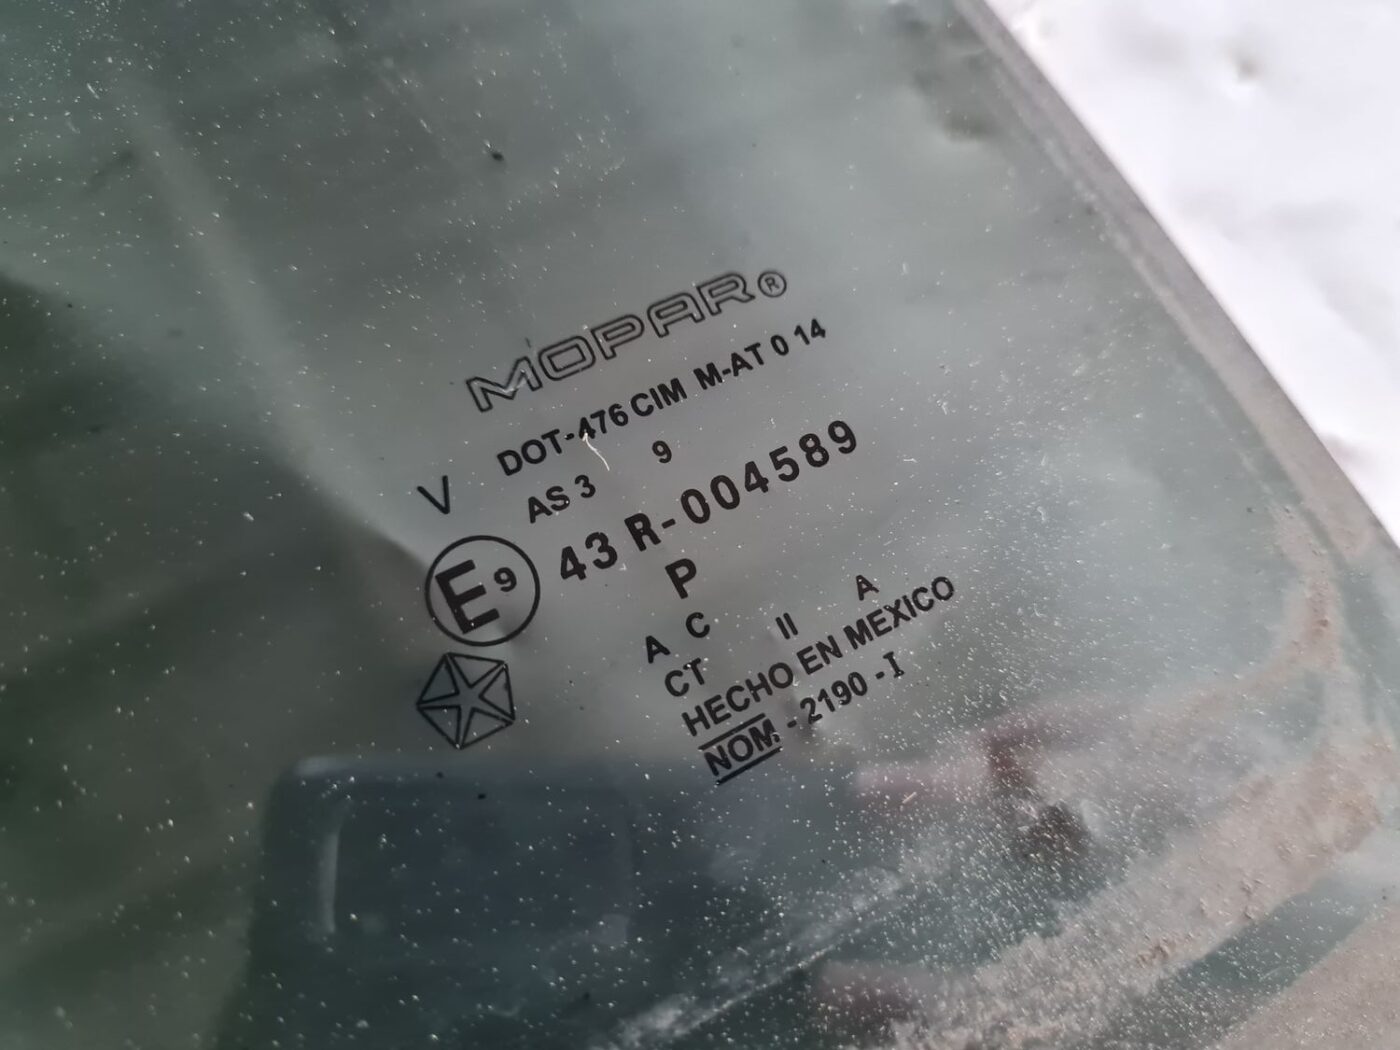 MOPAR®
DOT-476 CIM M-AT 0 14
V AS 3 9
E9 43 R-004589
P
A C II A
CT
HECHO EN MEXICO
NOM - 2190 - I